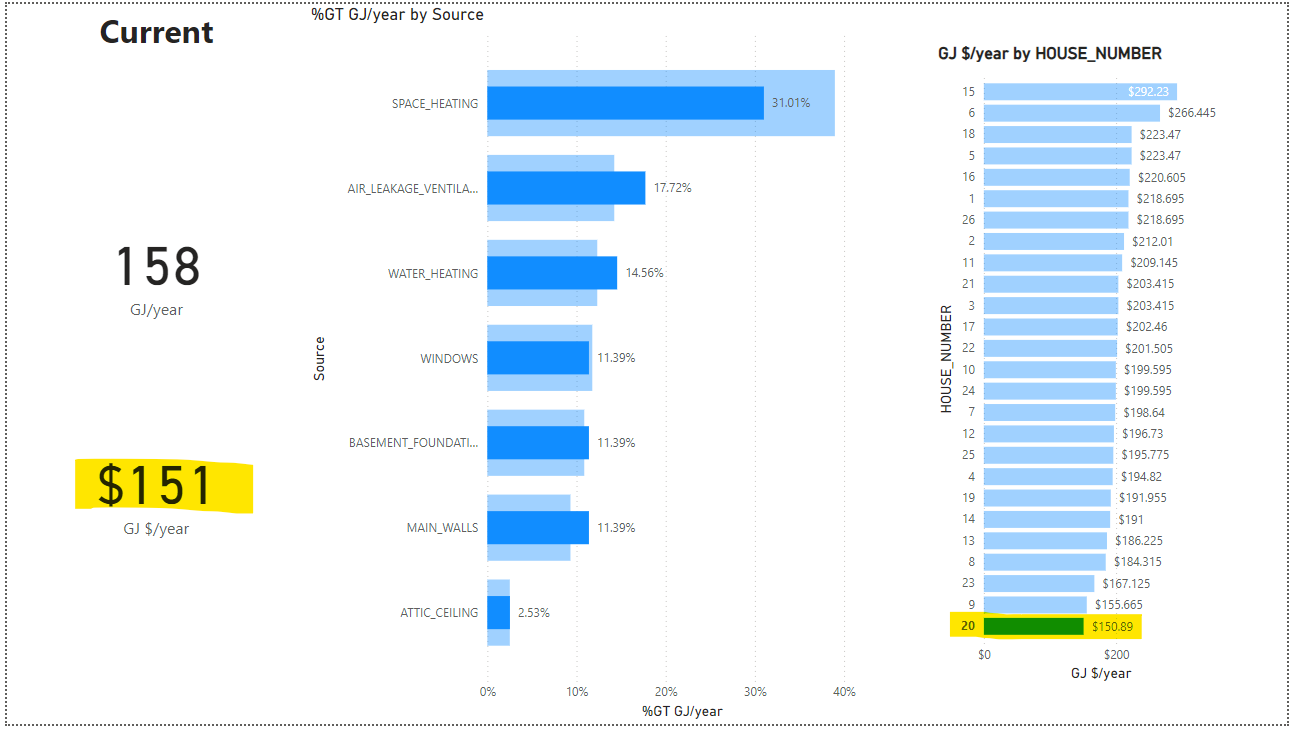 Current
158
GJ/year
$151
GJ $/year
%GT GJ/year by Source
Source
SPACE_HEATING 31.01%
AIR_LEAKAGE_VENTILA... 17.72%
WATER_HEATING 14.56%
WINDOWS 11.39%
BASEMENT_FOUNDATI... 11.39%
MAIN_WALLS 11.39%
ATTIC_CEILING 2.53%
0% 10% 20% 30% 40%
%GT GJ/year
GJ $/year by HOUSE_NUMBER
HOUSE_NUMBER
15 $292.23
6 $266.445
18 $223.47
5 $223.47
16 $220.605
1 $218.695
26 $218.695
2 $212.01
11 $209.145
21 $203.415
3 $203.415
17 $202.46
22 $201.505
10 $199.595
24 $199.595
7 $198.64
12 $196.73
25 $195.775
4 $194.82
19 $191.955
14 $191
13 $186.225
8 $184.315
23 $167.125
9 $155.665
20 $150.89
$0 $200
GJ $/year